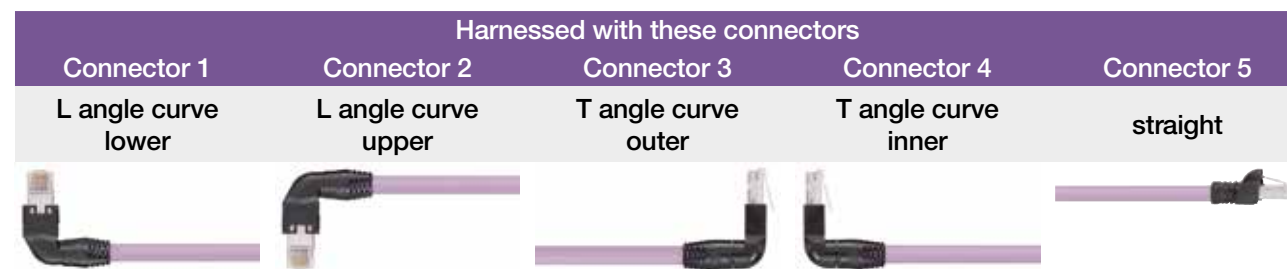 Harnessed with these connectors
Connector 1 Connector 2 Connector 3 Connector 4 Connector 5
L angle curve
lower
L angle curve
upper
T angle curve
outer
T angle curve
inner
straight